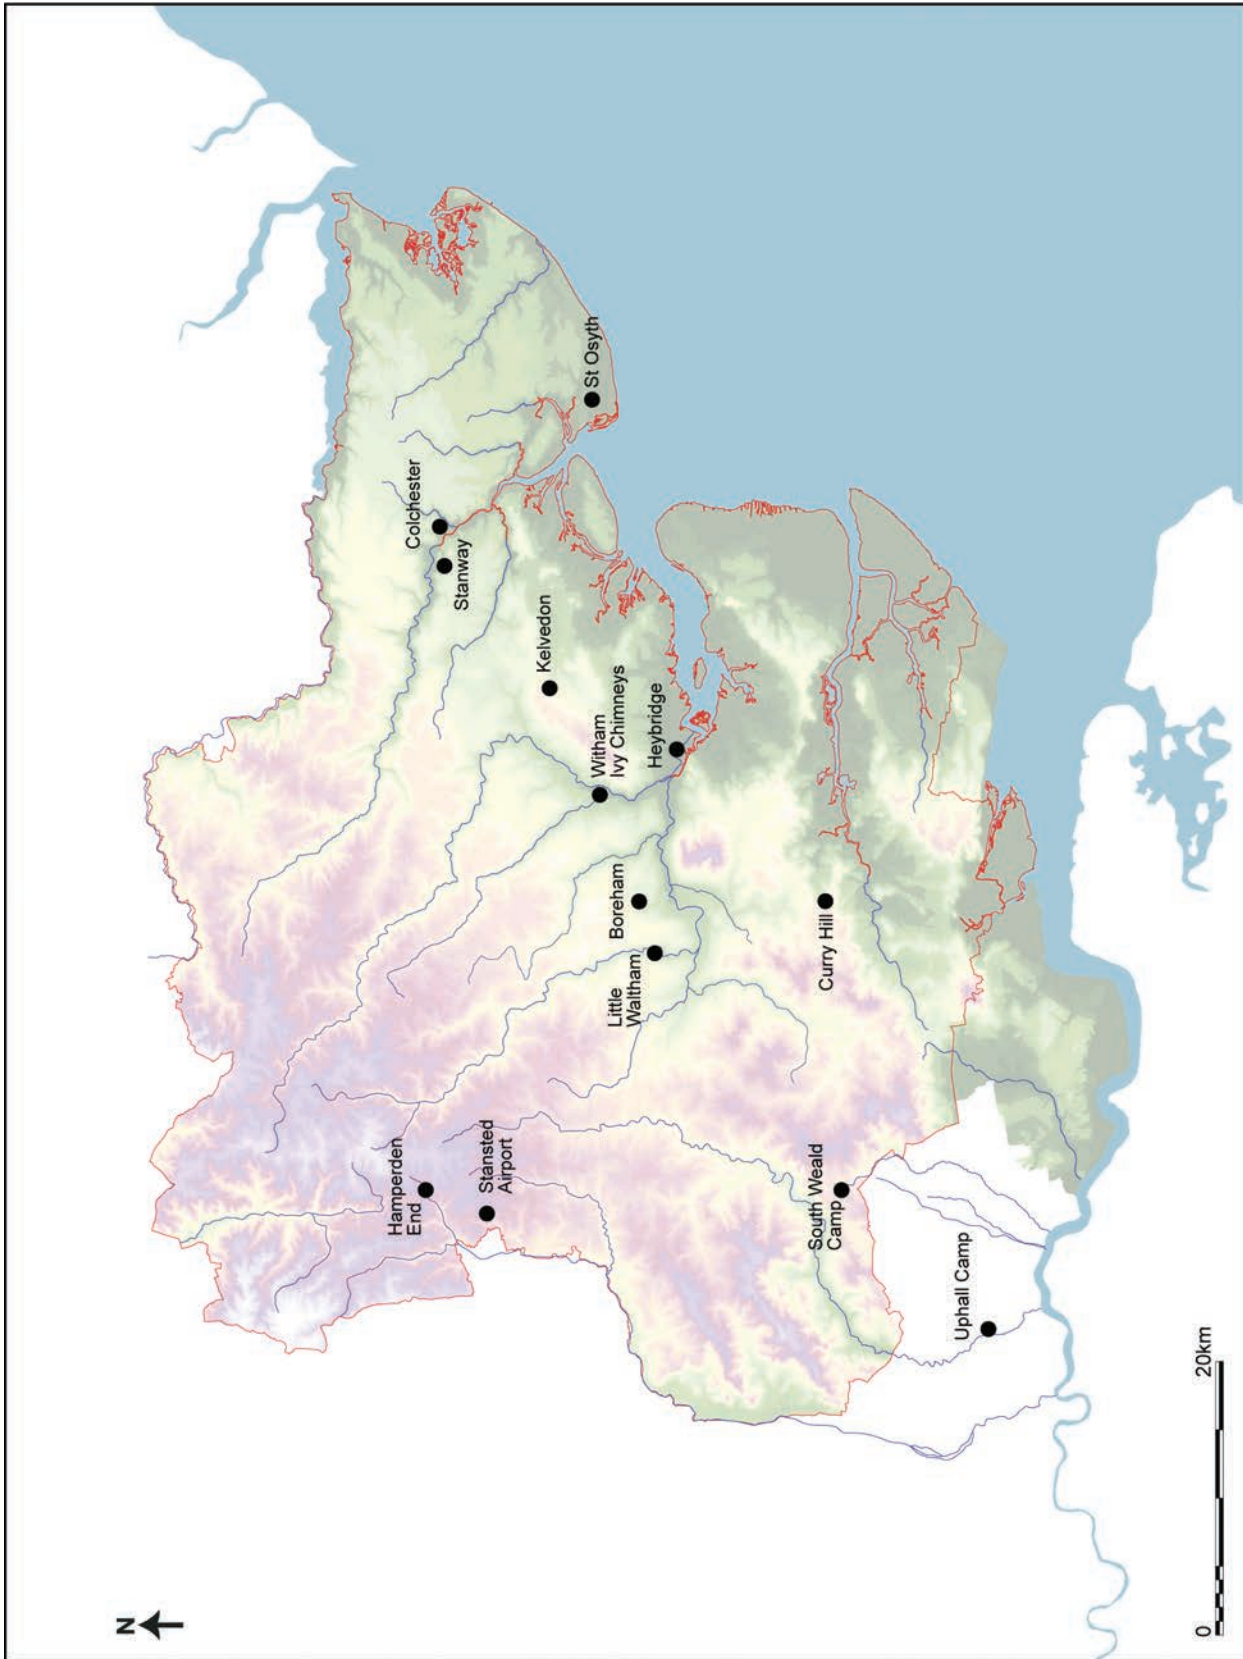 Colchester
Stanway
St Osyth
Kelvedon
Witham
Ivy Chimneys
Heybridge
Hamperden
End
Stansted
Airport
Boreham
Little
Waltham
Curry Hill
South Weald
Camp
Uphall Camp
N
0
20km